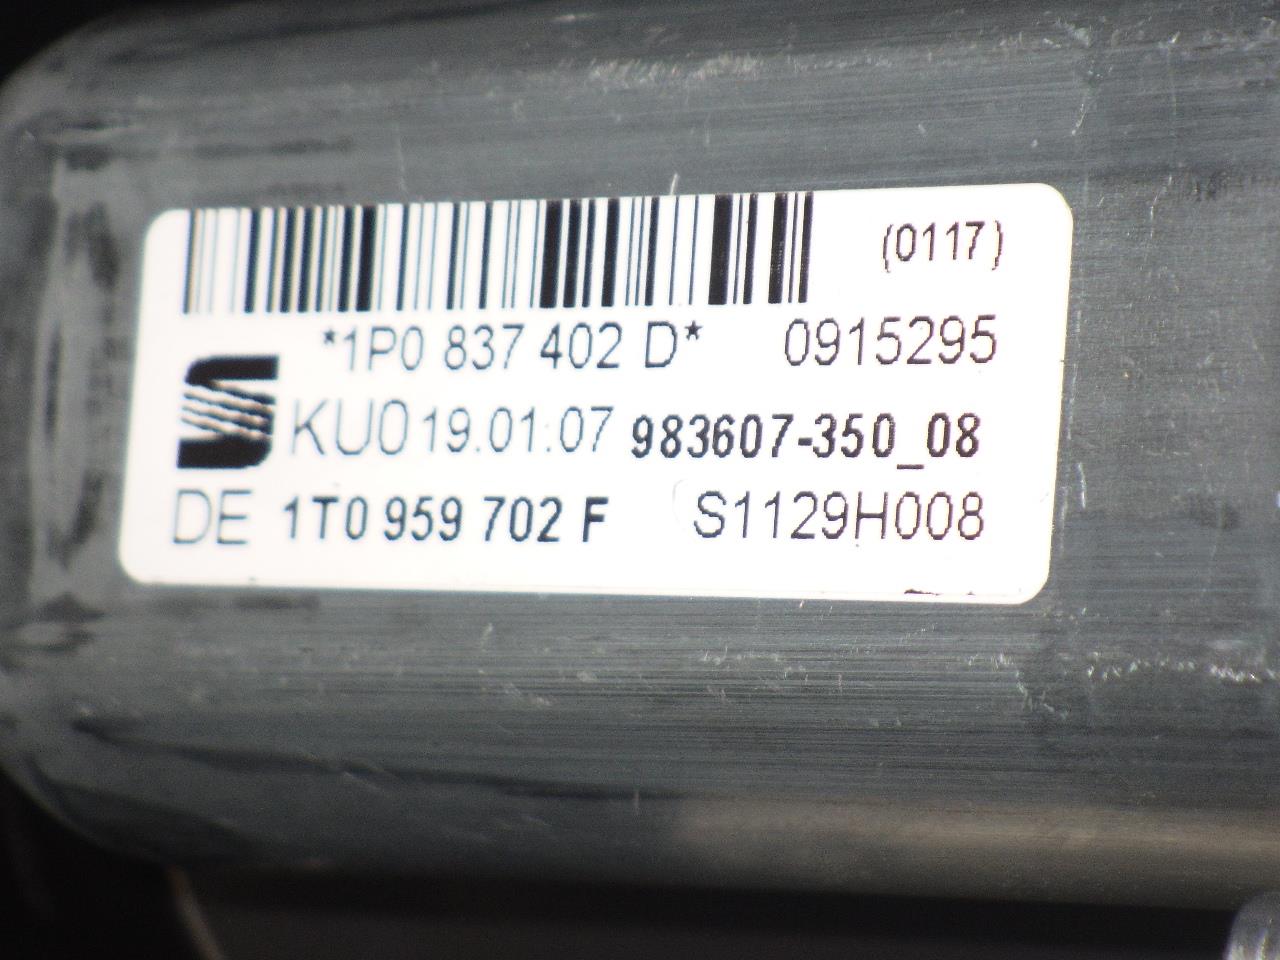 (0117)
*1P0 837 402 D* 0915295
KU0 19.01.07 983607-350_08
DE 1T0 959 702 F S1129H008